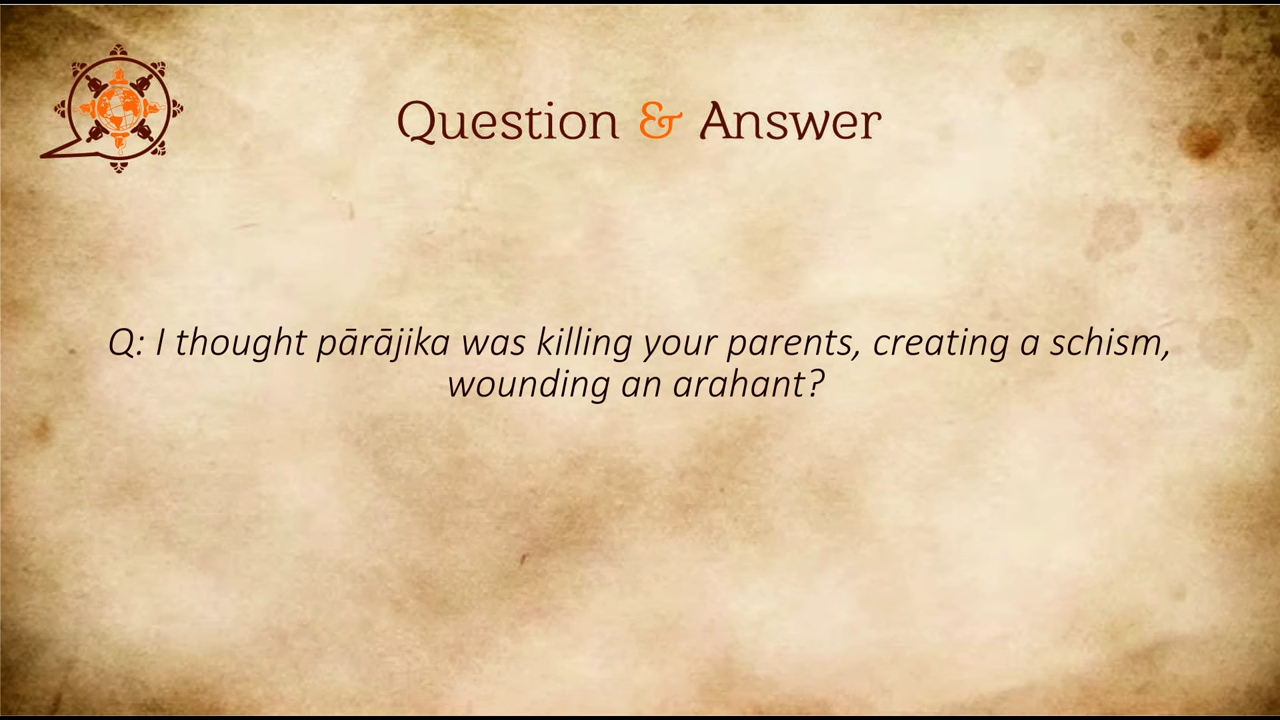 Question & Answer
Q: I thought pārājika was killing your parents, creating a schism,
wounding an arahant?